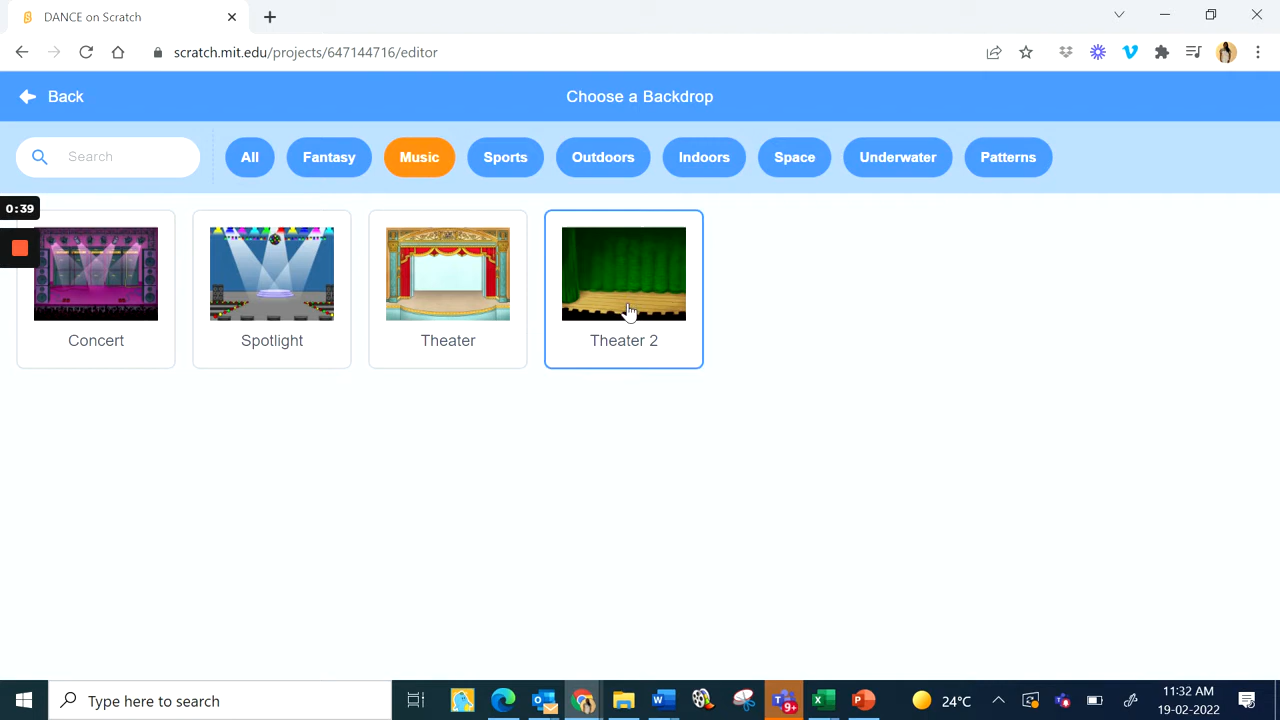 DANCE on Scratch
scratch.mit.edu/projects/647144716/editor
Back
Choose a Backdrop
Search
All
Fantasy
Music
Sports
Outdoors
Indoors
Space
Underwater
Patterns
0:39
Concert
Spotlight
Theater
Theater 2
Type here to search
9+
24°C
11:32 AM
19-02-2022